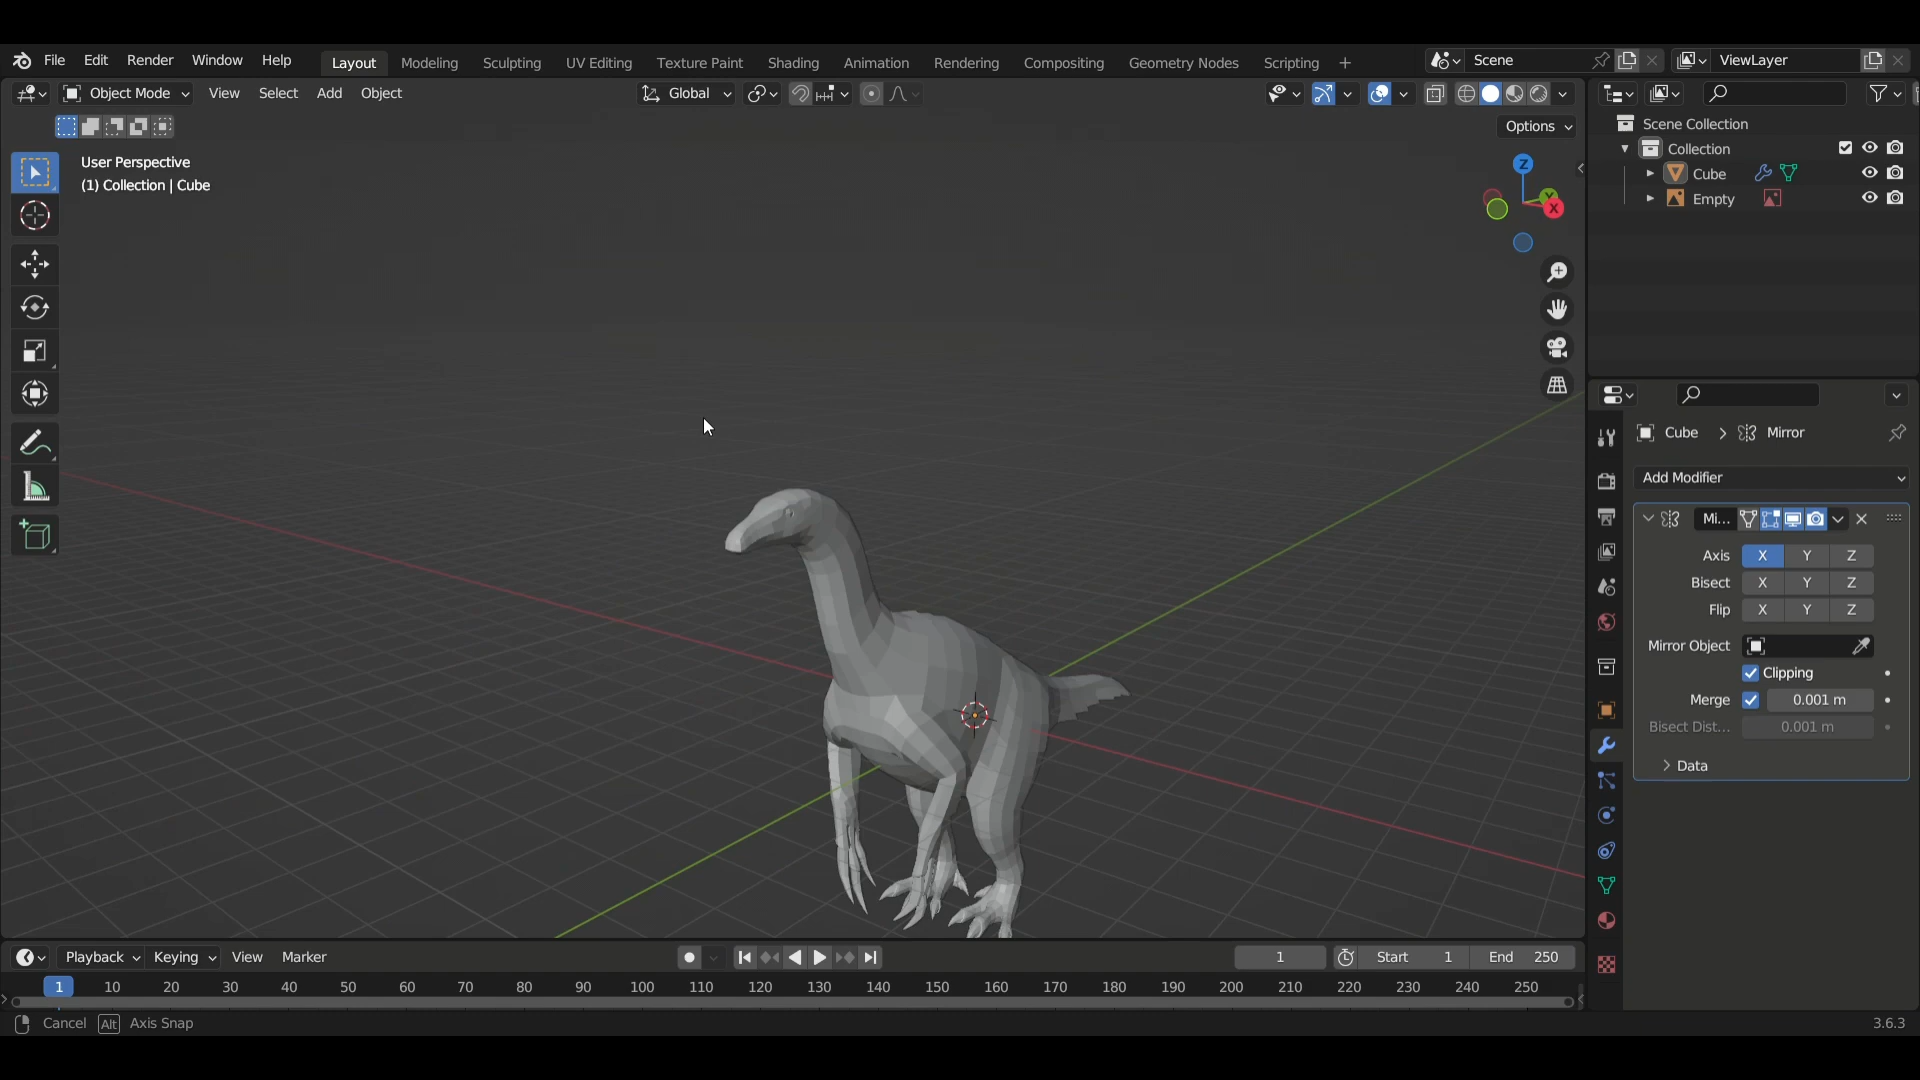 File Edit Render Window Help Layout Modeling Sculpting UV Editing Texture Paint Shading Animation Rendering Compositing Geometry Nodes Scripting + Scene ViewLayer
Object Mode View Select Add Object Global
Options
User Perspective
(1) Collection | Cube
Z
Y
X
Scene Collection
Collection
Cube
Empty
Cube > Mirror
Add Modifier
Mi...
Axis X Y Z
Bisect X Y Z
Flip X Y Z
Mirror Object
Clipping
Merge 0.001 m
Bisect Dist... 0.001 m
Data
Playback Keying View Marker 1 Start 1 End 250
1 10 20 30 40 50 60 70 80 90 100 110 120 130 140 150 160 170 180 190 200 210 220 230 240 250
Cancel Alt Axis Snap 3.6.3